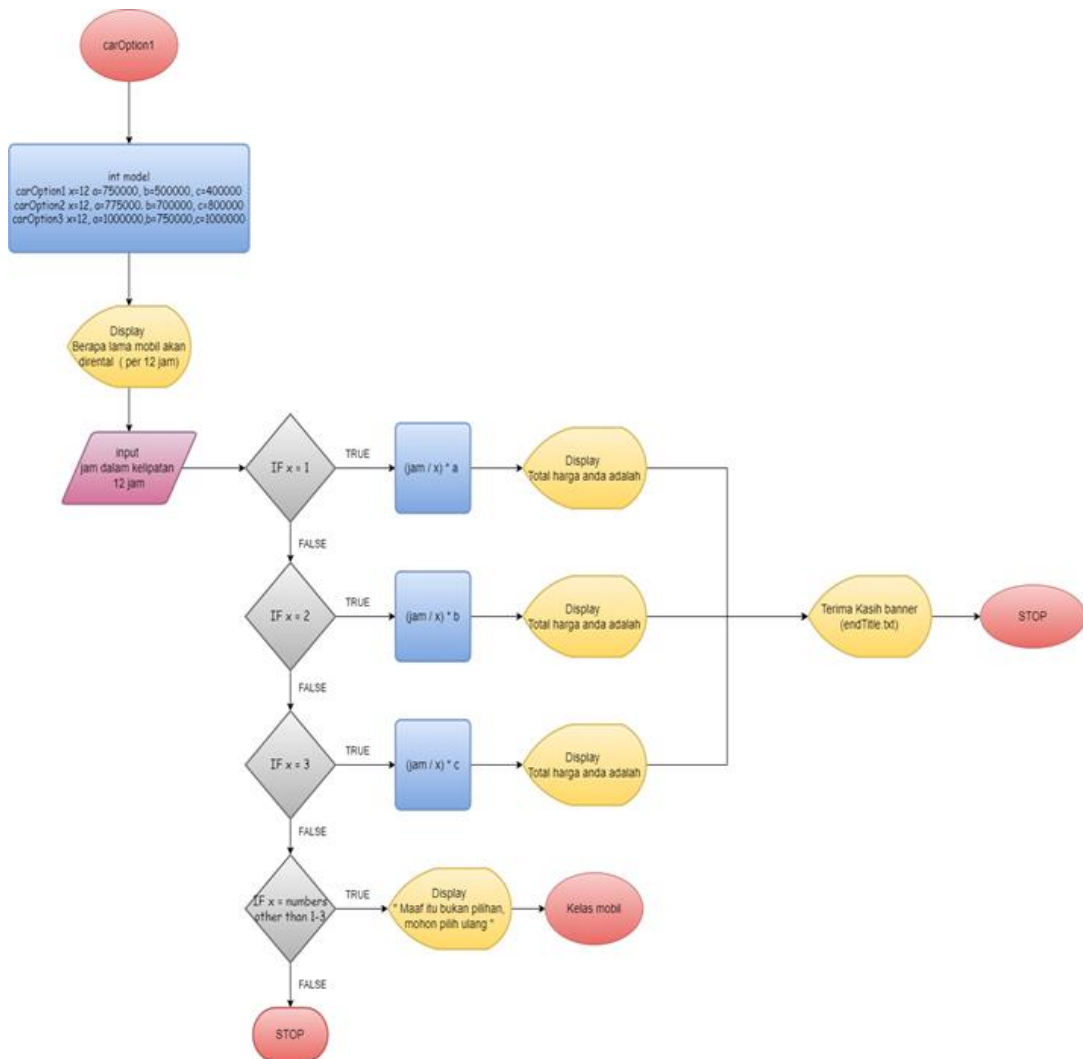 carOption1
int model
carOption1 x=12 a=750000, b=500000, c=400000
carOption2 x=12, a=775000. b=700000, c=800000
carOption3 x=12, a=1000000,b=750000,c=1000000
Display
Berapa lama mobil akan
dirental ( per 12 jam)
input
jam dalam kelipatan
12 jam
IF x = 1
TRUE
(jam / x) * a
Display
Total harga anda adalah
FALSE
IF x = 2
TRUE
(jam / x) * b
Display
Total harga anda adalah
Terima Kasih banner
(endTitle.txt)
STOP
FALSE
IF x = 3
TRUE
(jam / x) * c
Display
Total harga anda adalah
FALSE
IF x = numbers
other than 1-3
TRUE
Display
" Maaf itu bukan pilihan,
mohon pilih ulang "
Kelas mobil
FALSE
STOP